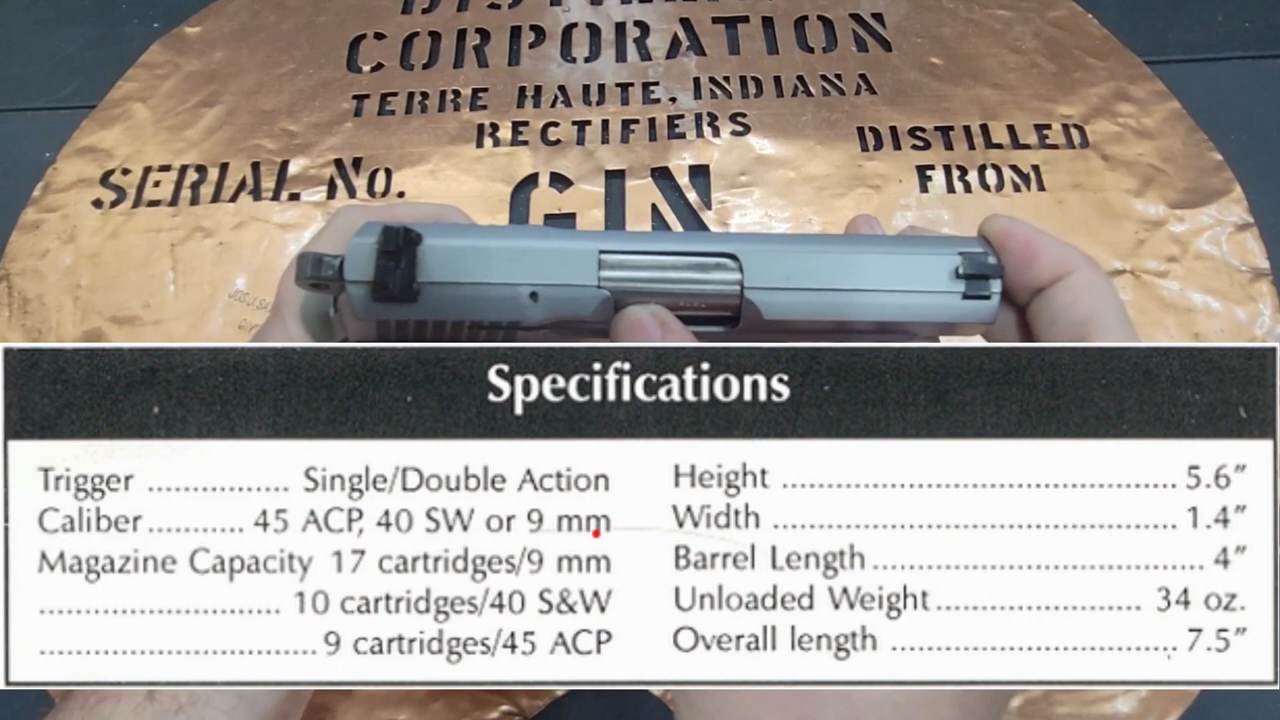 CORPORATION
TERRE HAUTE, INDIANA
RECTIFIERS
DISTILLED
FROM
SERIAL No.
GIN
Specifications
Trigger ................. Single/Double Action
Caliber........... 45 ACP, 40 SW or 9 mm
Magazine Capacity 17 cartridges/9 mm
............................. 10 cartridges/40 S&W
.................................9 cartridges/45 ACP
Height ................................................ 5.6″
Width ................................................. 1.4″
Barrel Length ........................................ 4″
Unloaded Weight......................... 34 oz.
Overall length ................................... 7.5″